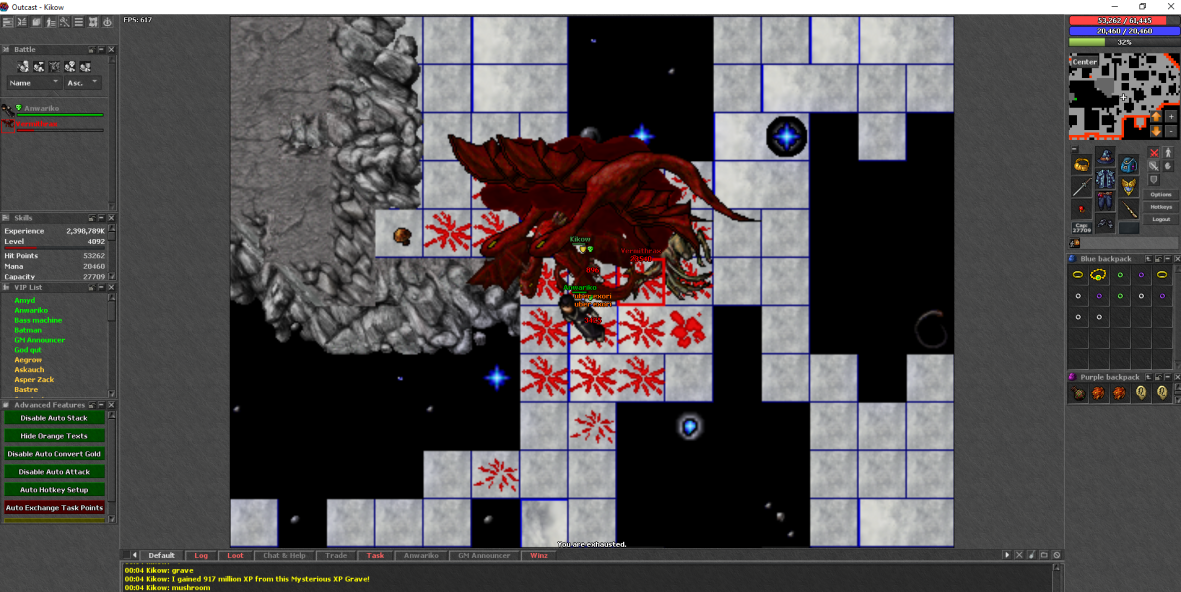 Outcast - Kikow
FPS: 617
53,262 / 61,445
20,460 / 20,460
32%
Center
Battle
Name
Asc.
Anwariko
Skills
Experience 2,398,789K
Level 4092
Hit Points 53262
Mana 20460
Capacity 27709
VIP List
Amyd
Anwariko
Bass machine
Batman
GM Announcer
God qut
Aegrow
Askauch
Asper Zack
Bastre
Advanced Features
Disable Auto Stack
Hide Orange Texts
Disable Auto Convert Gold
Disable Auto Attack
Auto Hotkey Setup
Auto Exchange Task Points
Kikow
Anwariko
You are exhausted.
Options
Hotkeys
Logout
Cap:
27709
Blue backpack
Purple backpack
Default
Log
Loot
Chat & Help
Trade
Task
Anwariko
GM Announcer
Winz
00:04 Kikow: grave
00:04 Kikow: I gained 917 million XP from this Mysterious XP Grave!
00:04 Kikow: mushroom